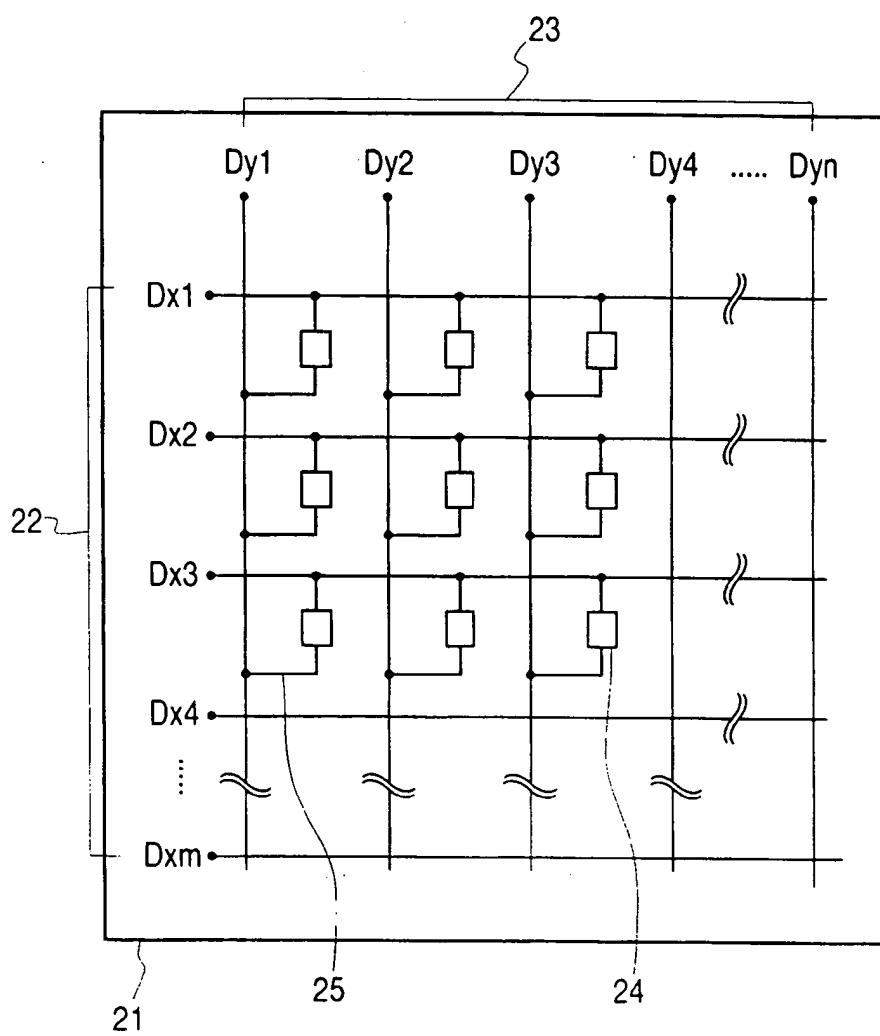 23
Dy1 Dy2 Dy3 Dy4 ..... Dyn
Dx1
Dx2
22
Dx3
Dx4
.....
Dxm
21
25
24